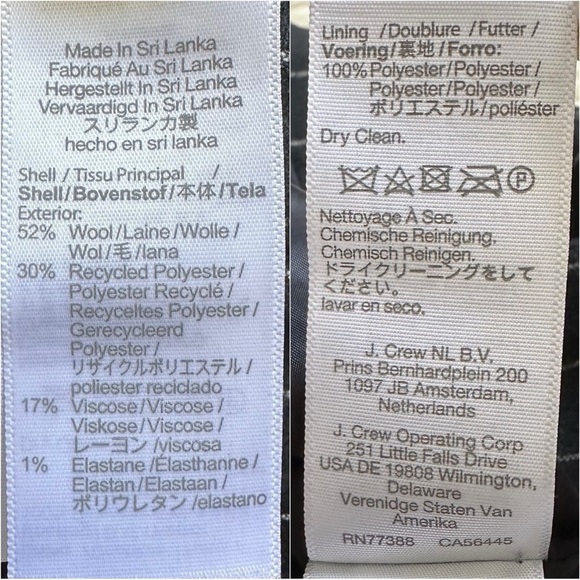 Made In Sri Lanka
Fabriqué Au Sri Lanka
Hergestellt In Sri Lanka
Vervaardigd In Sri Lanka
スリランカ製
hecho en sri lanka
Shell / Tissu Principal /
Shell/Bovenstof/本体/Tela
Exterior:
52% Wool/Laine/Wolle/
Wol/毛/lana
30% Recycled Polyester/
Polyester Recyclé/
Recyceltes Polyester/
Gerecycleerd
Polyester/
リサイクルポリエステル/
poliester reciclado
17% Viscose/Viscose/
Viskose/Viscose/
レーヨン/viscosa
1% Elastane/Élasthanne/
Elastan/Elastaan/
ポリウレタン/elastano
Lining /Doublure /Futter/
Voering/裏地/Forro:
100% Polyester/Polyester/
Polyester/Polyester/
ポリエステル/poliéster
Dry Clean.
P
Nettoyage À Sec.
Chemische Reinigung.
Chemisch Reinigen.
ドライクリーニングをして
ください.
lavar en seco.
J. Crew NL B.V.
Prins Bernhardplein 200
1097 JB Amsterdam,
Netherlands
J. Crew Operating Corp
251 Little Falls Drive
USA DE 19808 Wilmington,
Delaware
Verenidge Staten Van
Amerika
RN77388 CA56445